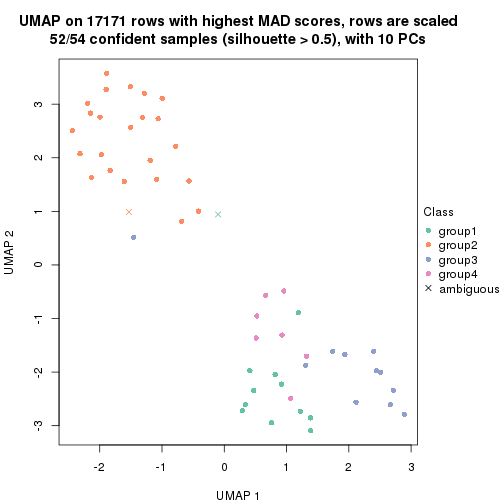 UMAP on 17171 rows with highest MAD scores, rows are scaled
52/54 confident samples (silhouette > 0.5), with 10 PCs
3
2
1
0
-1
-2
-3
UMAP 2
-2
-1
0
1
2
3
UMAP 1
Class
group1
group2
group3
group4
ambiguous